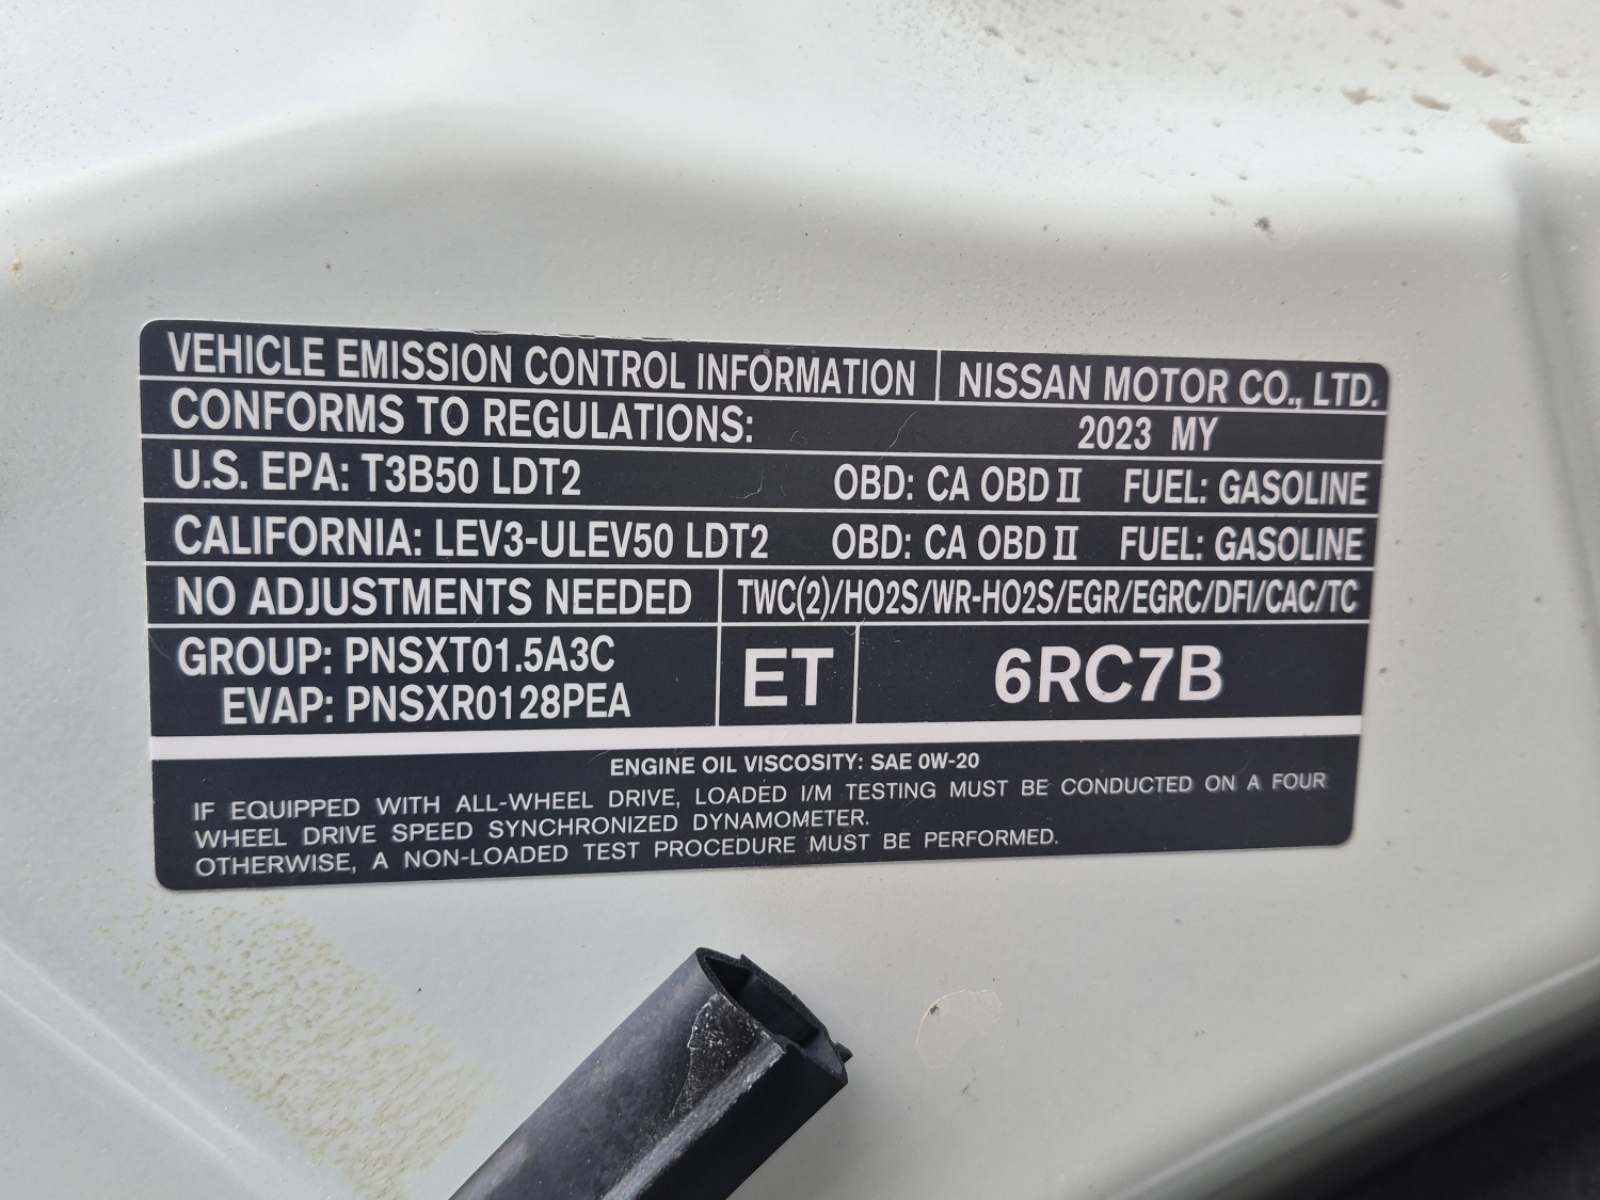 VEHICLE EMISSION CONTROL INFORMATION NISSAN MOTOR CO., LTD.
CONFORMS TO REGULATIONS: 2023 MY
U.S. EPA: T3B50 LDT2 OBD: CA OBD II FUEL: GASOLINE
CALIFORNIA: LEV3-ULEV50 LDT2 OBD: CA OBD II FUEL: GASOLINE
NO ADJUSTMENTS NEEDED TWC(2)/HO2S/WR-HO2S/EGR/EGRC/DFI/CAC/TC
GROUP: PNSXT01.5A3C
EVAP: PNSXR0128PEA
ET 6RC7B
ENGINE OIL VISCOSITY: SAE 0W-20
IF EQUIPPED WITH ALL-WHEEL DRIVE, LOADED I/M TESTING MUST BE CONDUCTED ON A FOUR
WHEEL DRIVE SPEED SYNCHRONIZED DYNAMOMETER.
OTHERWISE, A NON-LOADED TEST PROCEDURE MUST BE PERFORMED.